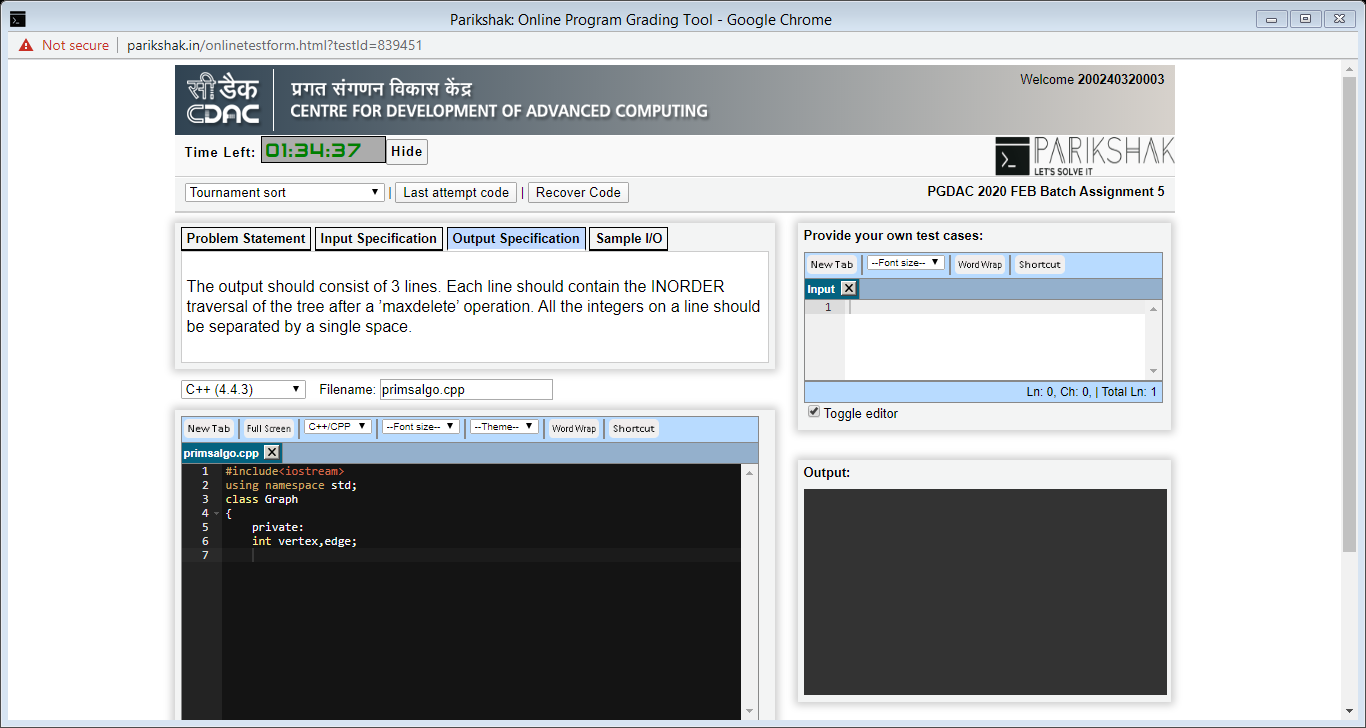 Parikshak: Online Program Grading Tool - Google Chrome
Not secure | parikshak.in/onlinetestform.html?testId=839451
सी डैक
CDAC
प्रगत संगणन विकास केंद्र
CENTRE FOR DEVELOPMENT OF ADVANCED COMPUTING
Welcome 200240320003
Time Left: 01:34:37 Hide
PARIKSHAK
LET'S SOLVE IT
Tournament sort | Last attempt code | Recover Code
PGDAC 2020 FEB Batch Assignment 5
Problem Statement Input Specification Output Specification Sample I/O
The output should consist of 3 lines. Each line should contain the INORDER
traversal of the tree after a 'maxdelete' operation. All the integers on a line should
be separated by a single space.
C++ (4.4.3) Filename: primsalgo.cpp
New Tab Full Screen C++/CPP --Font size-- --Theme-- Word Wrap Shortcut
primsalgo.cpp
1 #include<iostream>
2 using namespace std;
3 class Graph
4 {
5 private:
6 int vertex,edge;
7
Provide your own test cases:
New Tab --Font size-- Word Wrap Shortcut
Input
1
Ln: 0, Ch: 0, | Total Ln: 1
Toggle editor
Output: